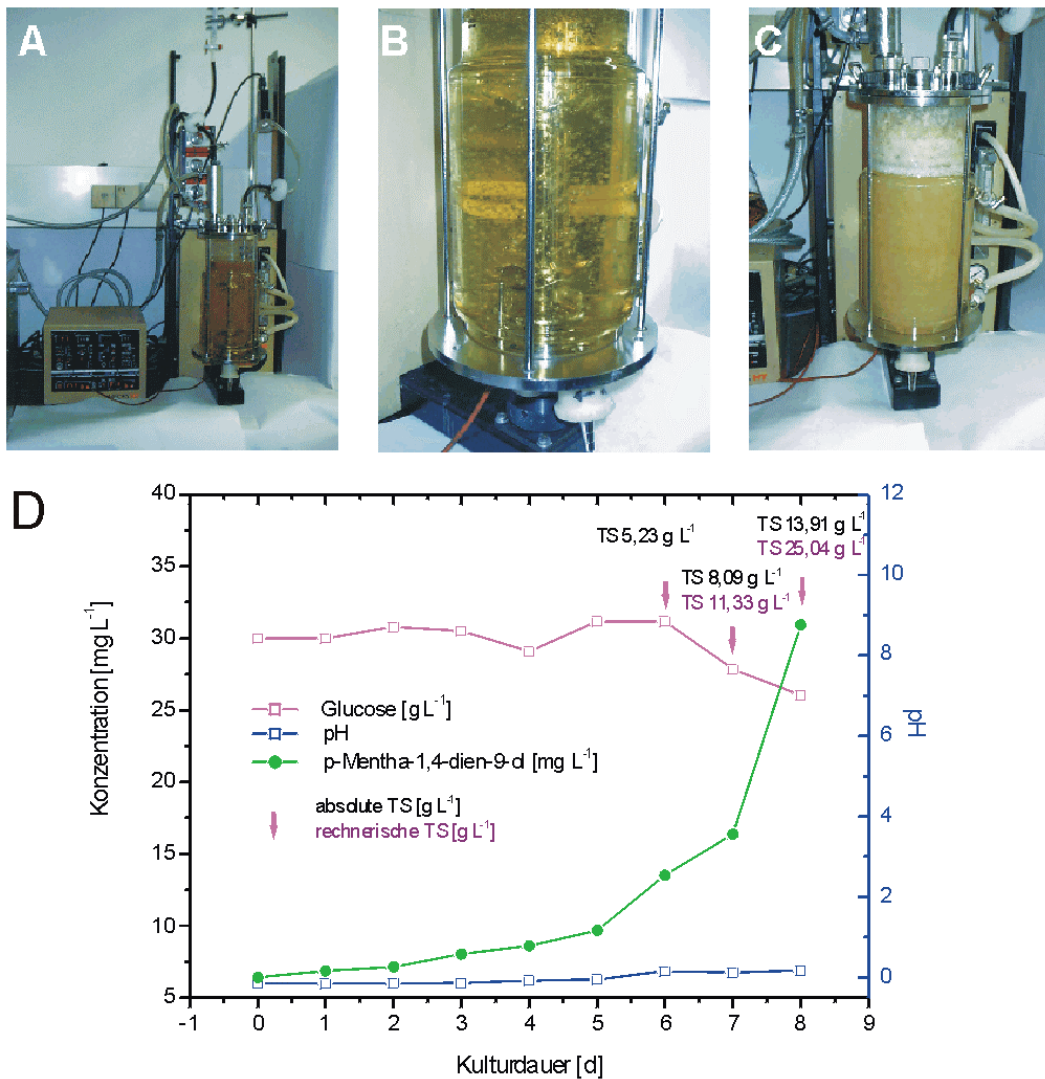 A
B
C
D
40
35
30
25
20
15
10
5
12
10
8
6
4
2
0
-1 0 1 2 3 4 5 6 7 8 9
Konzentration [mg L-1]
pH
Kulturdauer [d]
TS 5,23 g L-1
TS 8,09 g L-1
TS 11,33 g L-1
TS 13,91 g L-1
TS 25,04 g L-1
Glucose [g L-1]
pH
p-Mentha-1,4-dien-9-ol [mg L-1]
absolute TS [g L-1]
rechnerische TS [g L-1]